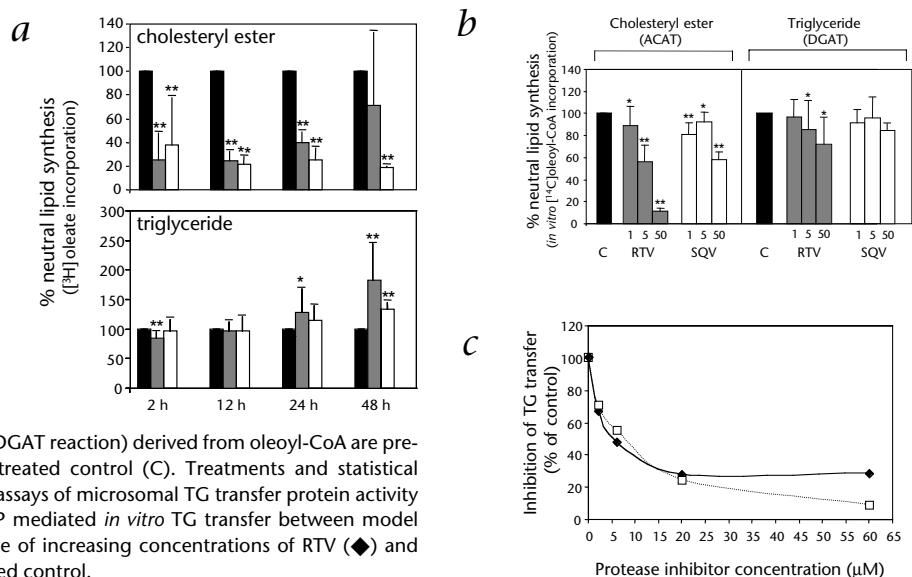 a
cholesteryl ester
140
120
100
80
60
40
20
0
** ** ** ** ** ** **
triglyceride
300
250
200
150
100
50
0
** * ** **
2 h 12 h 24 h 48 h
% neutral lipid synthesis
([³H]oleate incorporation)
DGAT reaction) derived from oleoyl-CoA are pre-
treated control (C). Treatments and statistical
assays of microsomal TG transfer protein activity
P mediated in vitro TG transfer between model
e of increasing concentrations of RTV (◆) and
ed control.
b
Cholesteryl ester Triglyceride
(ACAT) (DGAT)
140
120
100
80
60
40
20
0
* ** ** ** * ** * *
1 5 50 1 5 50 1 5 50 1 5 50
C RTV SQV C RTV SQV
% neutral lipid synthesis
(in vitro [¹⁴C]oleoyl-CoA incorporation)
c
120
100
80
60
40
20
0
0 5 10 15 20 25 30 35 40 45 50 55 60 65
Inhibition of TG transfer
(% of control)
Protease inhibitor concentration (μM)